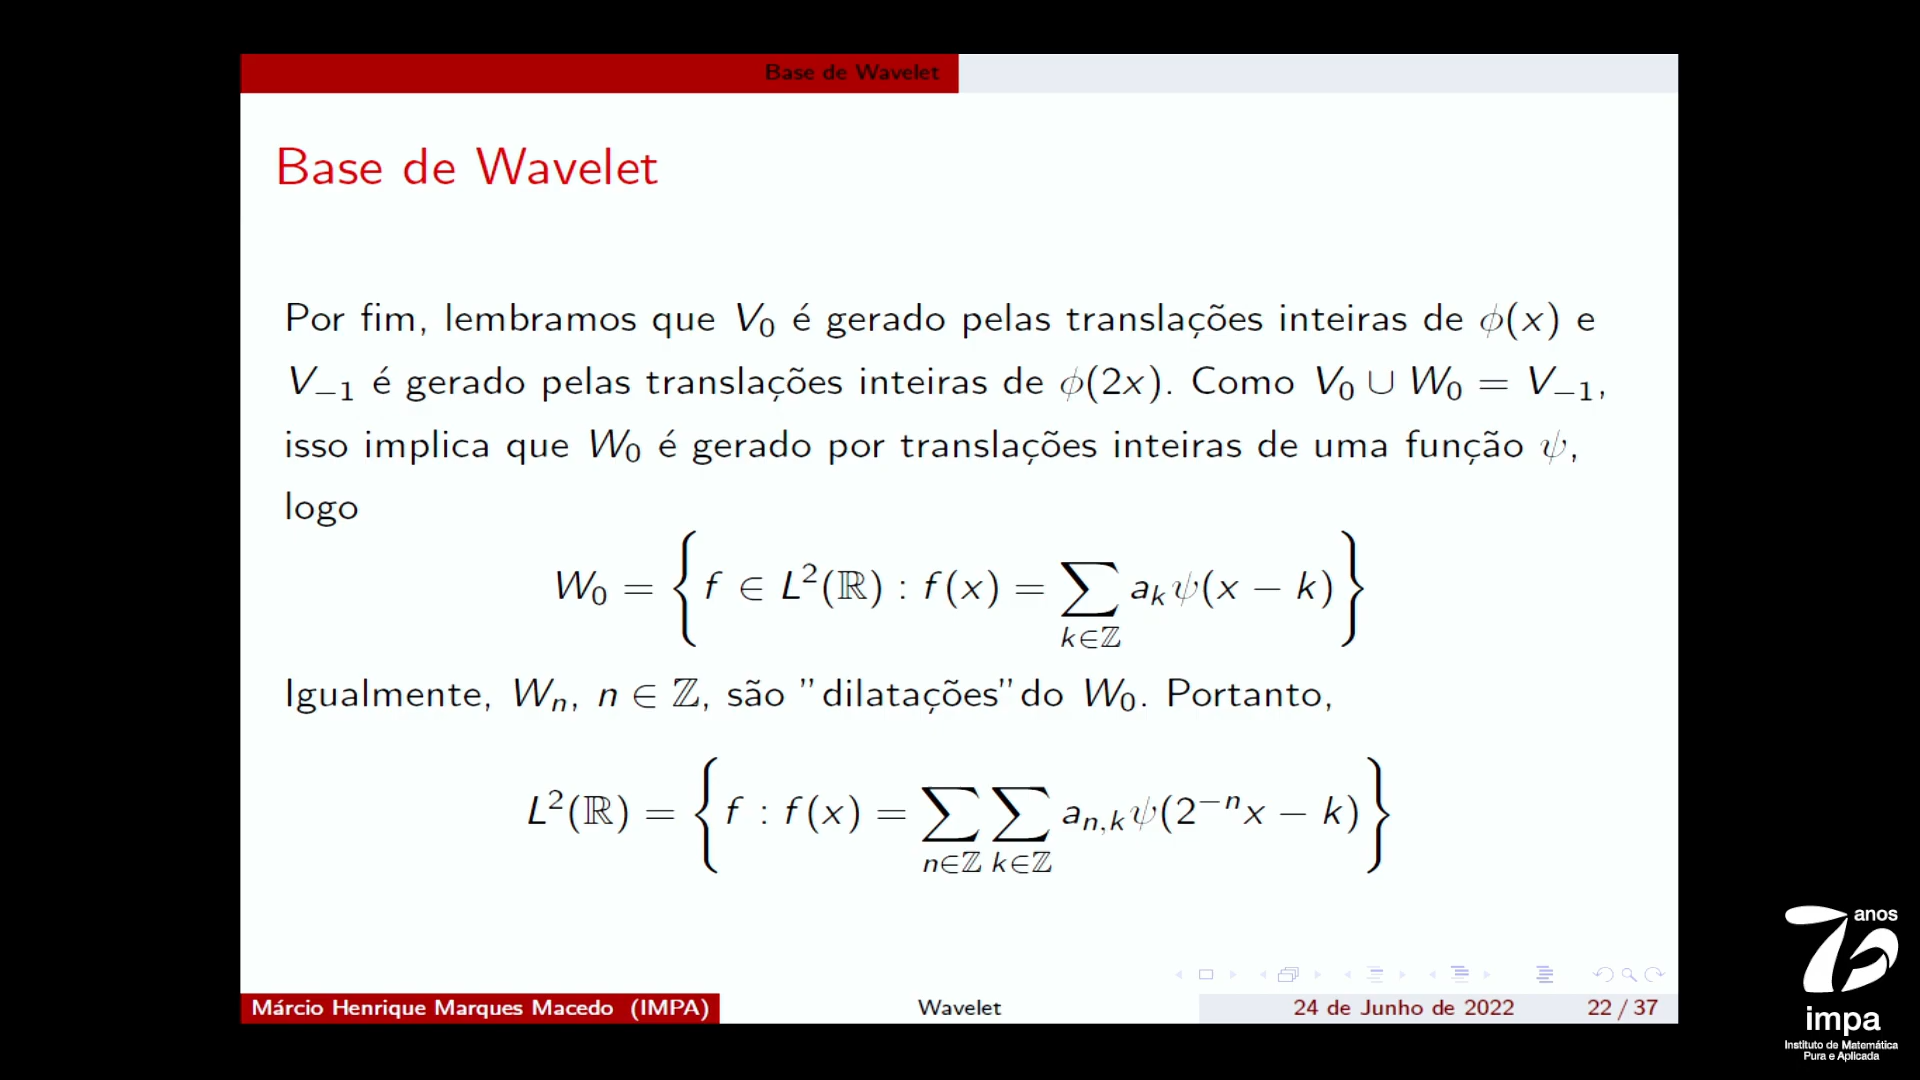 Base de Wavelet
Base de Wavelet
Por fim, lembramos que V₀ é gerado pelas translações inteiras de ϕ(x) e
V₋₁ é gerado pelas translações inteiras de ϕ(2x). Como V₀ ∪ W₀ = V₋₁,
isso implica que W₀ é gerado por translações inteiras de uma função ψ,
logo
W₀ = { f ∈ L²(ℝ) : f(x) = ∑_{k∈ℤ} a_k ψ(x − k) }
Igualmente, W_n, n ∈ ℤ, são ”dilatações”do W₀. Portanto,
L²(ℝ) = { f : f(x) = ∑_{n∈ℤ} ∑_{k∈ℤ} a_{n,k} ψ(2⁻ⁿx − k) }
Márcio Henrique Marques Macedo (IMPA)
Wavelet
24 de Junho de 2022
22 / 37
70 anos
impa
Instituto de Matemática
Pura e Aplicada